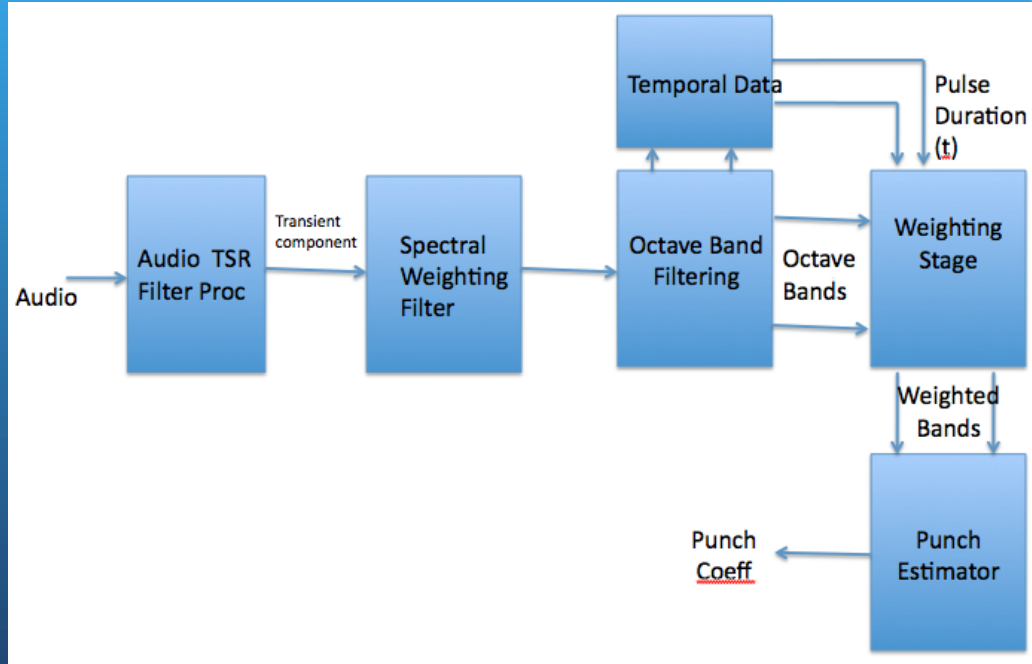 Audio
Audio TSR
Filter Proc
Transient
component
Spectral
Weighting
Filter
Octave Band
Filtering
Temporal Data
Octave
Bands
Pulse
Duration
(t)
Weighting
Stage
Weighted
Bands
Punch
Estimator
Punch
Coeff